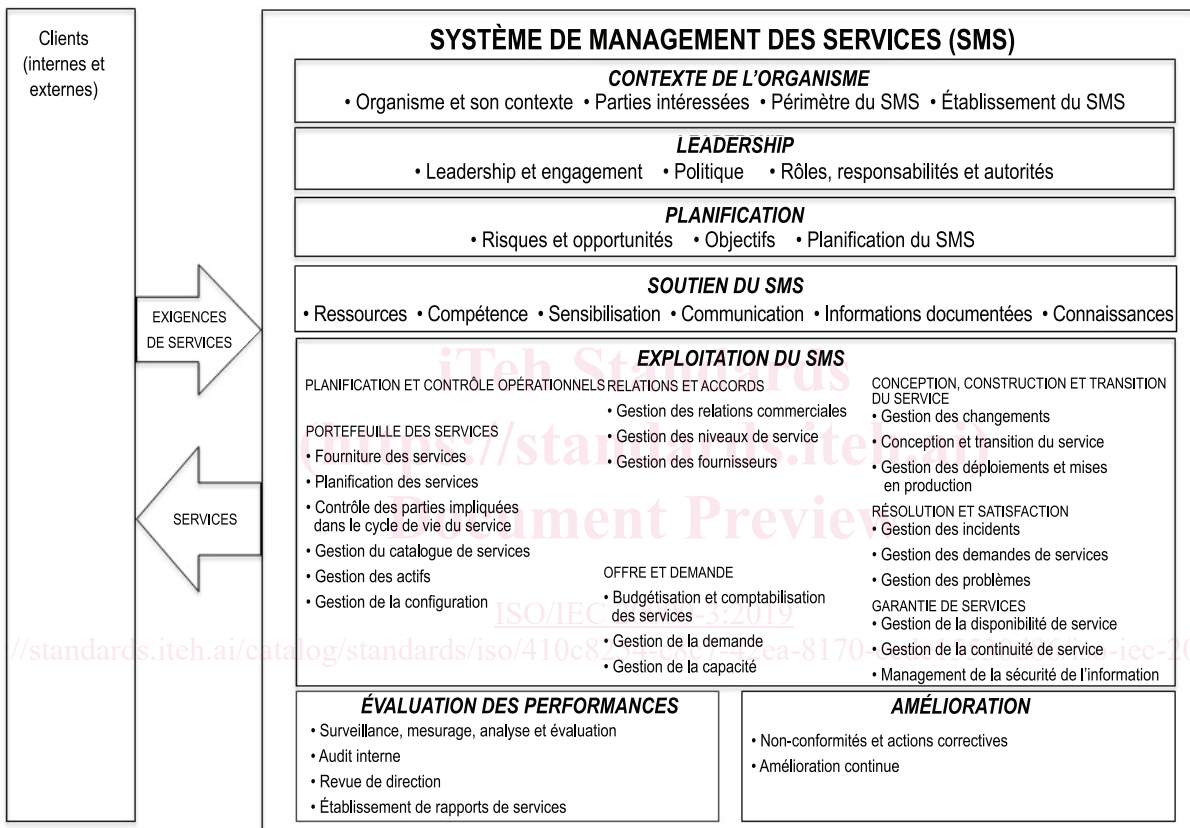 Clients
(internes et
externes)
EXIGENCES
DE SERVICES
SERVICES
SYSTÈME DE MANAGEMENT DES SERVICES (SMS)
CONTEXTE DE L'ORGANISME
• Organisme et son contexte • Parties intéressées • Périmètre du SMS • Établissement du SMS
LEADERSHIP
• Leadership et engagement • Politique • Rôles, responsabilités et autorités
PLANIFICATION
• Risques et opportunités • Objectifs • Planification du SMS
SOUTIEN DU SMS
• Ressources • Compétence • Sensibilisation • Communication • Informations documentées • Connaissances
EXPLOITATION DU SMS
PLANIFICATION ET CONTRÔLE OPÉRATIONNELS
PORTEFEUILLE DES SERVICES
• Fourniture des services
• Planification des services
• Contrôle des parties impliquées
dans le cycle de vie du service
• Gestion du catalogue de services
• Gestion des actifs
• Gestion de la configuration
RELATIONS ET ACCORDS
• Gestion des relations commerciales
• Gestion des niveaux de service
• Gestion des fournisseurs
OFFRE ET DEMANDE
• Budgétisation et comptabilisation
des services
• Gestion de la demande
• Gestion de la capacité
CONCEPTION, CONSTRUCTION ET TRANSITION
DU SERVICE
• Gestion des changements
• Conception et transition du service
• Gestion des déploiements et mises
en production
RÉSOLUTION ET SATISFACTION
• Gestion des incidents
• Gestion des demandes de services
• Gestion des problèmes
GARANTIE DE SERVICES
• Gestion de la disponibilité de service
• Gestion de la continuité de service
• Management de la sécurité de l'information
ÉVALUATION DES PERFORMANCES
• Surveillance, mesurage, analyse et évaluation
• Audit interne
• Revue de direction
• Établissement de rapports de services
AMÉLIORATION
• Non-conformités et actions correctives
• Amélioration continue
iTeh Standards
(https://standards.iteh.ai)
Document Preview